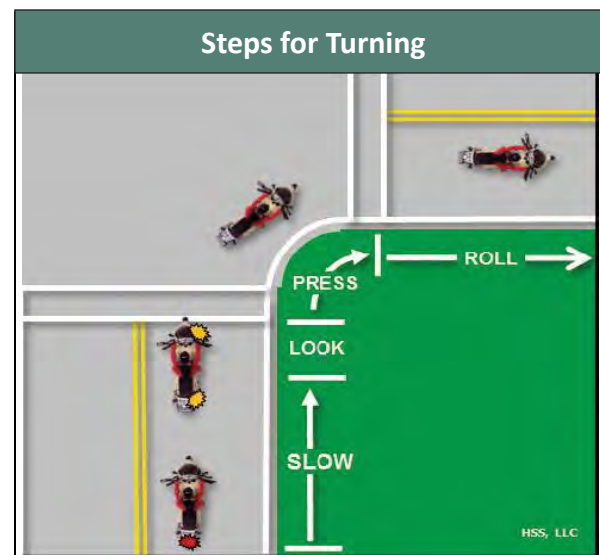 Steps for Turning
ROLL
PRESS
LOOK
SLOW
HSS, LLC